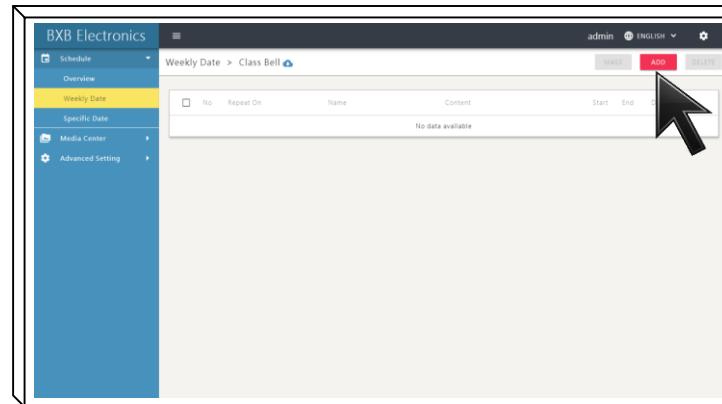 BXB Electronics
admin ENGLISH
Schedule
Weekly Date > Class Bell
ADD
DELETE
Overview
Weekly Date
No Repeat On Name Content Start End
Specific Date
No data available
Media Center
Advanced Setting